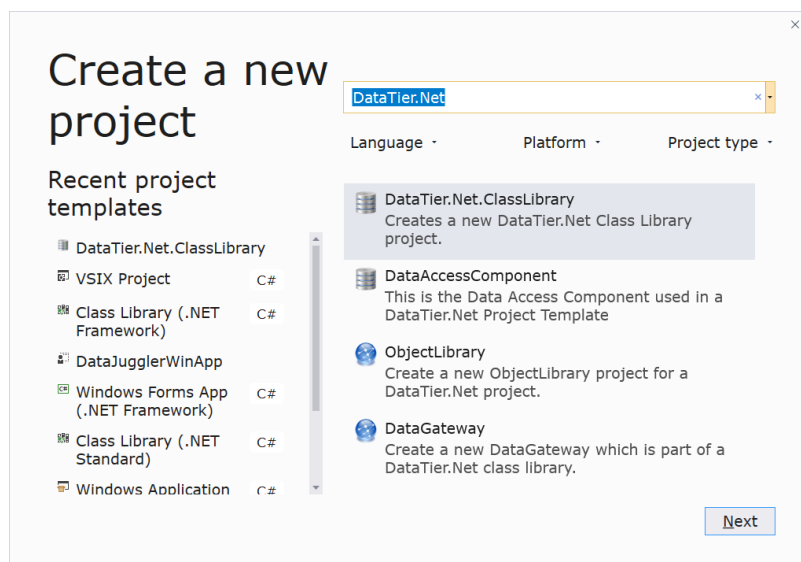 Create a new
project
DataTier.Net
Language
Platform
Project type
Recent project
templates
DataTier.Net.ClassLibrary
VSIX Project C#
Class Library (.NET C#
Framework)
DataJugglerWinApp
Windows Forms App C#
(.NET Framework)
Class Library (.NET C#
Standard)
Windows Application C#
DataTier.Net.ClassLibrary
Creates a new DataTier.Net Class Library
project.
DataAccessComponent
This is the Data Access Component used in a
DataTier.Net Project Template
ObjectLibrary
Create a new ObjectLibrary project for a
DataTier.Net project.
DataGateway
Create a new DataGateway which is part of a
DataTier.Net class library.
Next